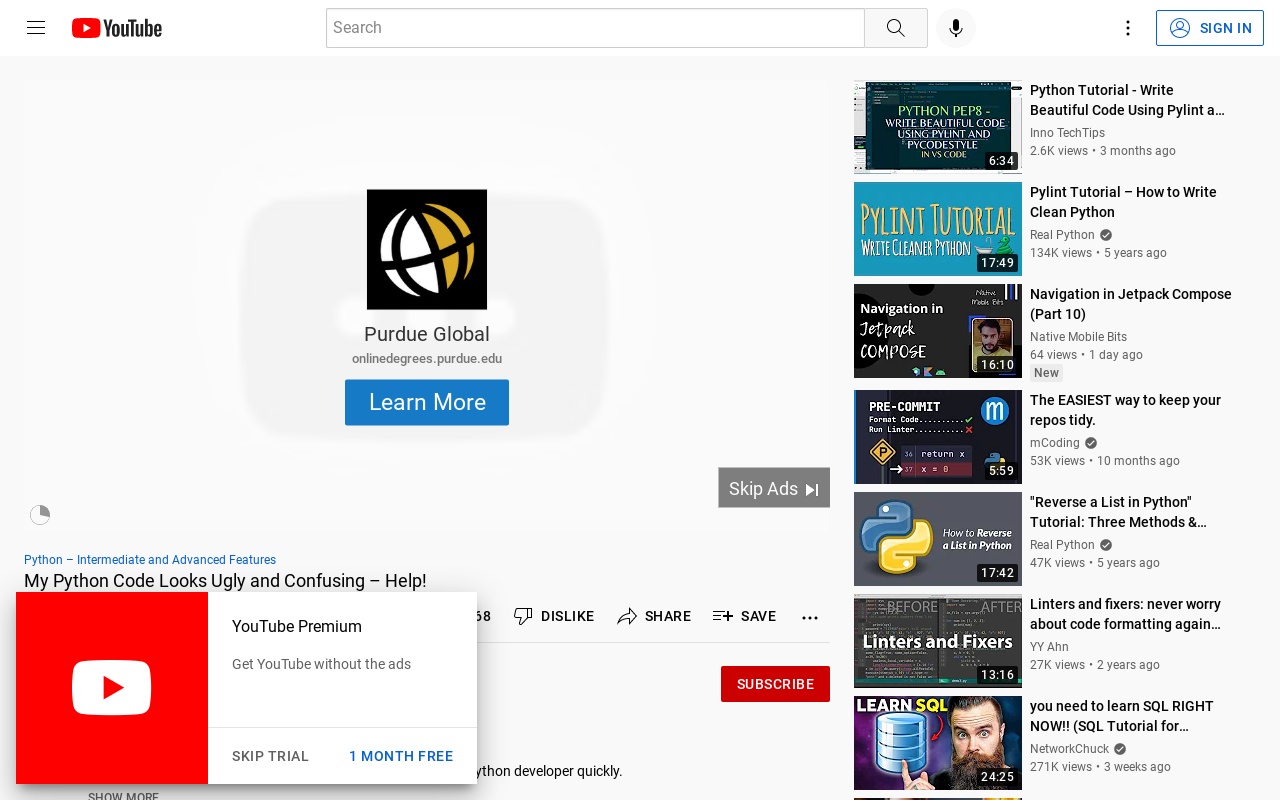 YouTube
Search
SIGN IN
Purdue Global
onlinedegrees.purdue.edu
Learn More
Skip Ads
Python – Intermediate and Advanced Features
My Python Code Looks Ugly and Confusing – Help!
68
DISLIKE
SHARE
SAVE
SUBSCRIBE
YouTube Premium
Get YouTube without the ads
SKIP TRIAL
1 MONTH FREE
ython developer quickly.
SHOW MORE
PYTHON PEP8 -
WRITE BEAUTIFUL CODE
USING PYLINT AND
PYCODESTYLE
IN VS CODE
6:34
Python Tutorial - Write
Beautiful Code Using Pylint a...
Inno TechTips
2.6K views • 3 months ago
PYLINT TUTORIAL
WRITE CLEANER PYTHON
17:49
Pylint Tutorial – How to Write
Clean Python
Real Python
134K views • 5 years ago
Native
Mobile Bits
Navigation in
Jetpack
COMPOSE
16:10
Navigation in Jetpack Compose
(Part 10)
Native Mobile Bits
64 views • 1 day ago
New
PRE-COMMIT
Format Code..........✓
Run Linter..........✗
m
P
36 return x
37 x = 0
5:59
The EASIEST way to keep your
repos tidy.
mCoding
53K views • 10 months ago
How to Reverse
a List in Python
17:42
"Reverse a List in Python"
Tutorial: Three Methods &...
Real Python
47K views • 5 years ago
BEFORE AFTER
Linters and Fixers
13:16
Linters and fixers: never worry
about code formatting again...
YY Ahn
27K views • 2 years ago
LEARN SQL
24:25
you need to learn SQL RIGHT
NOW!! (SQL Tutorial for...
NetworkChuck
271K views • 3 weeks ago